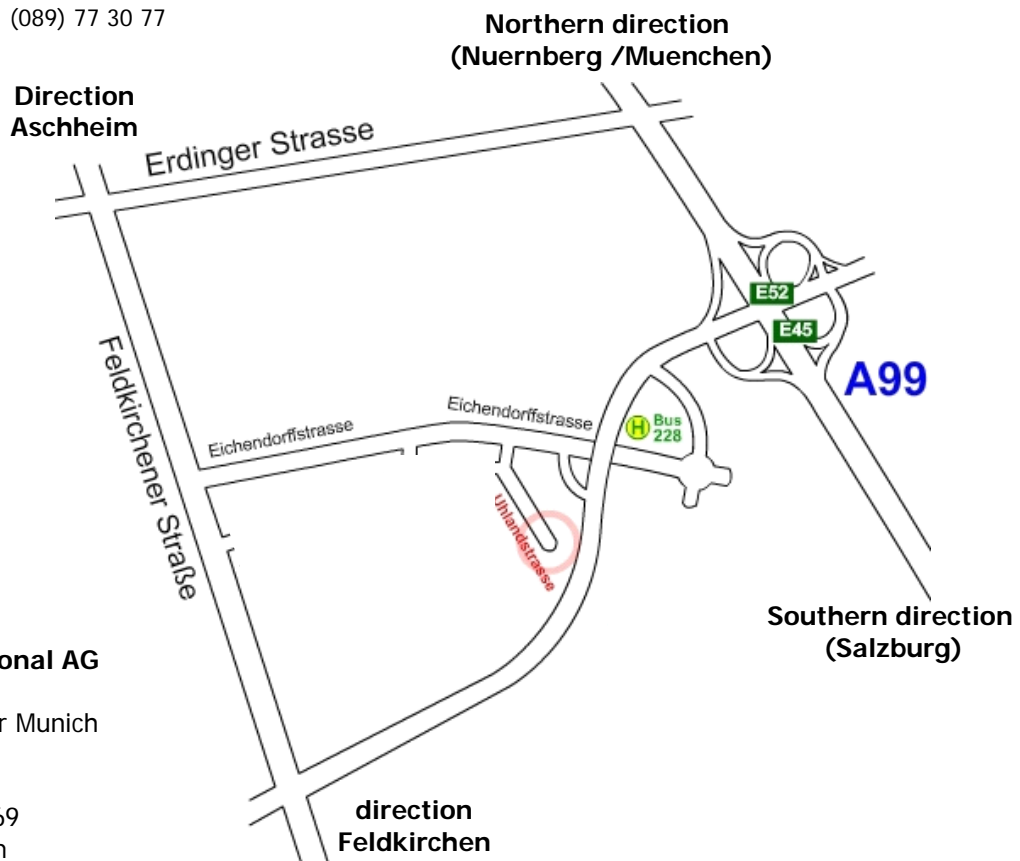 (089) 77 30 77
Northern direction
(Nuernberg /Muenchen)
Direction
Aschheim
Erdinger Strasse
E52
E45
A99
Feldkirchener Straße
Eichendorffstrasse
Eichendorffstrasse
H
Bus
228
Uhlandstrasse
Southern direction
(Salzburg)
onal AG
r Munich
69
direction
Feldkirchen